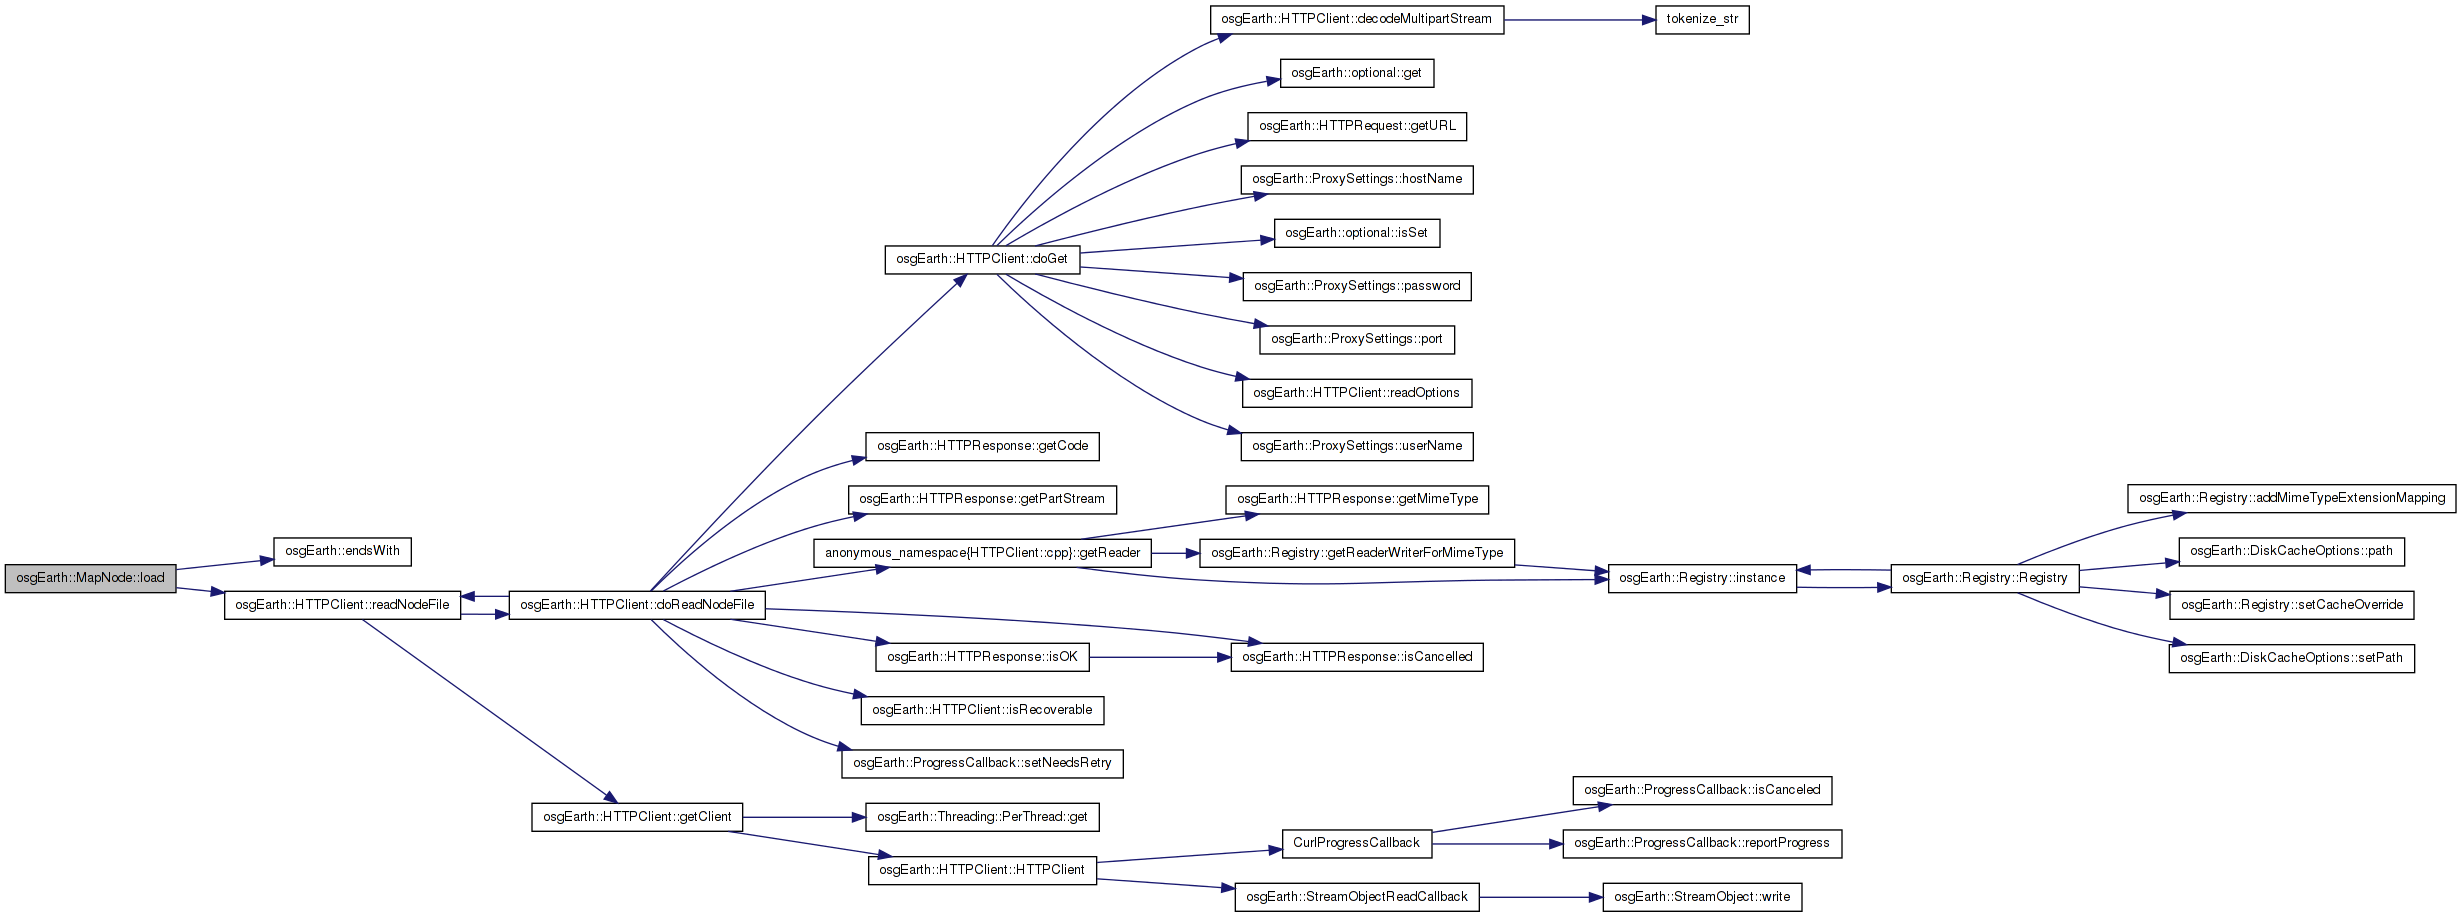 osgEarth::HTTPClient::decodeMultipartStream
tokenize_str
osgEarth::optional::get
osgEarth::HTTPRequest::getURL
osgEarth::ProxySettings::hostName
osgEarth::optional::isSet
osgEarth::HTTPClient::doGet
osgEarth::ProxySettings::password
osgEarth::ProxySettings::port
osgEarth::HTTPClient::readOptions
osgEarth::HTTPResponse::getCode
osgEarth::ProxySettings::userName
osgEarth::HTTPResponse::getPartStream
osgEarth::HTTPResponse::getMimeType
osgEarth::Registry::addMimeTypeExtensionMapping
osgEarth::endsWith
anonymous_namespace{HTTPClient::cpp}::getReader
osgEarth::Registry::getReaderWriterForMimeType
osgEarth::DiskCacheOptions::path
osgEarth::MapNode::load
osgEarth::Registry::instance
osgEarth::Registry::Registry
osgEarth::HTTPClient::readNodeFile
osgEarth::HTTPClient::doReadNodeFile
osgEarth::Registry::setCacheOverride
osgEarth::HTTPResponse::isOK
osgEarth::HTTPResponse::isCancelled
osgEarth::DiskCacheOptions::setPath
osgEarth::HTTPClient::isRecoverable
osgEarth::ProgressCallback::setNeedsRetry
osgEarth::ProgressCallback::isCanceled
osgEarth::HTTPClient::getClient
osgEarth::Threading::PerThread::get
CurlProgressCallback
osgEarth::ProgressCallback::reportProgress
osgEarth::HTTPClient::HTTPClient
osgEarth::StreamObjectReadCallback
osgEarth::StreamObject::write